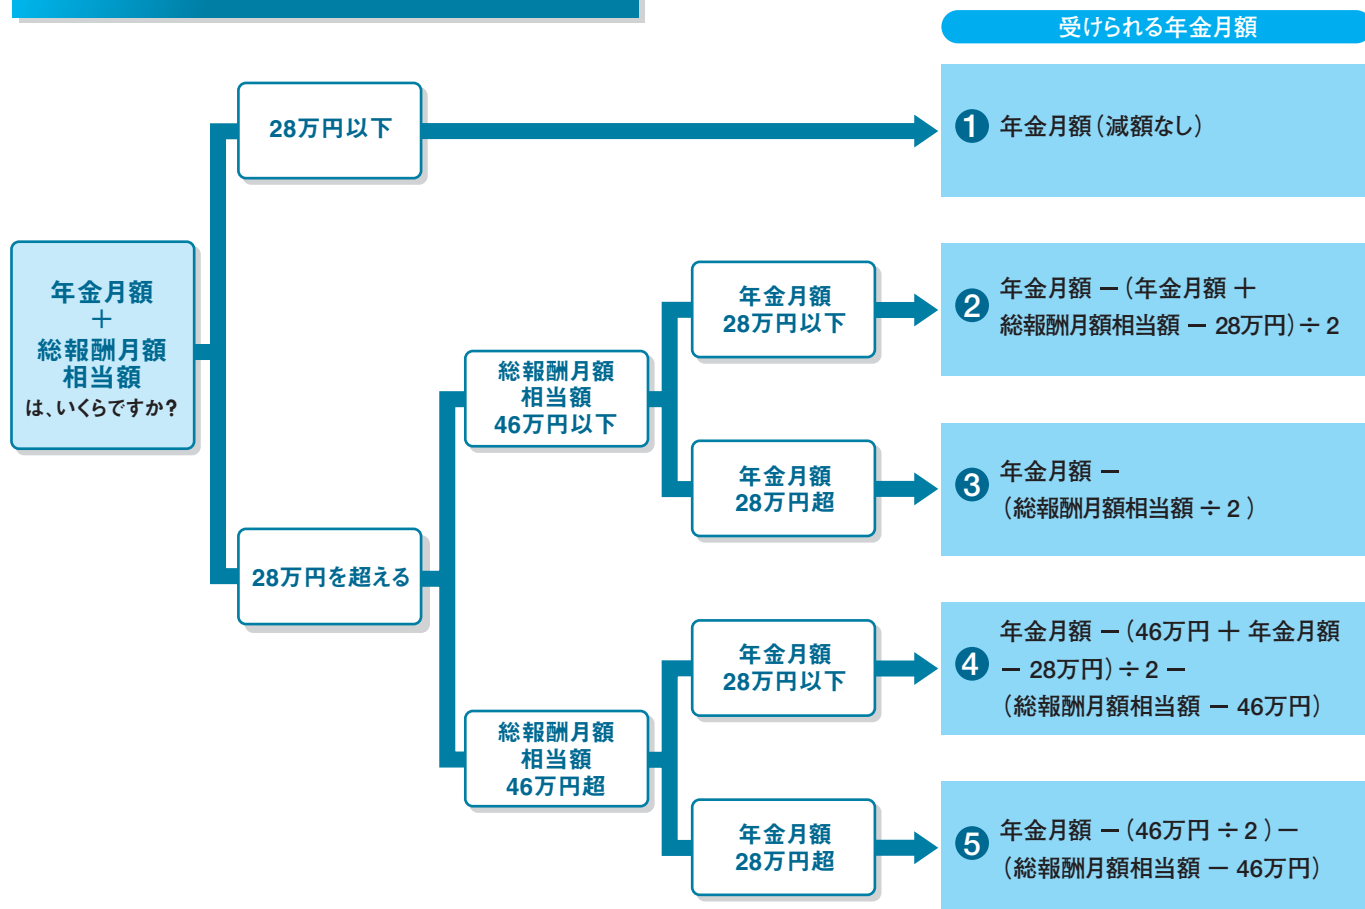 受けられる年金月額
28万円以下
❶ 年金月額（減額なし）
年金月額
＋
総報酬月額
相当額
は、いくらですか?
年金月額
28万円以下
❷ 年金月額 －（年金月額 ＋
総報酬月額相当額 － 28万円）÷ 2
総報酬月額
相当額
46万円以下
年金月額
28万円超
❸ 年金月額 －
（総報酬月額相当額 ÷ 2 ）
28万円を超える
年金月額
28万円以下
❹ 年金月額 －（46万円 ＋ 年金月額
－ 28万円）÷ 2 －
（総報酬月額相当額 － 46万円）
総報酬月額
相当額
46万円超
年金月額
28万円超
❺ 年金月額 －（46万円 ÷ 2 ）－
（総報酬月額相当額 － 46万円）